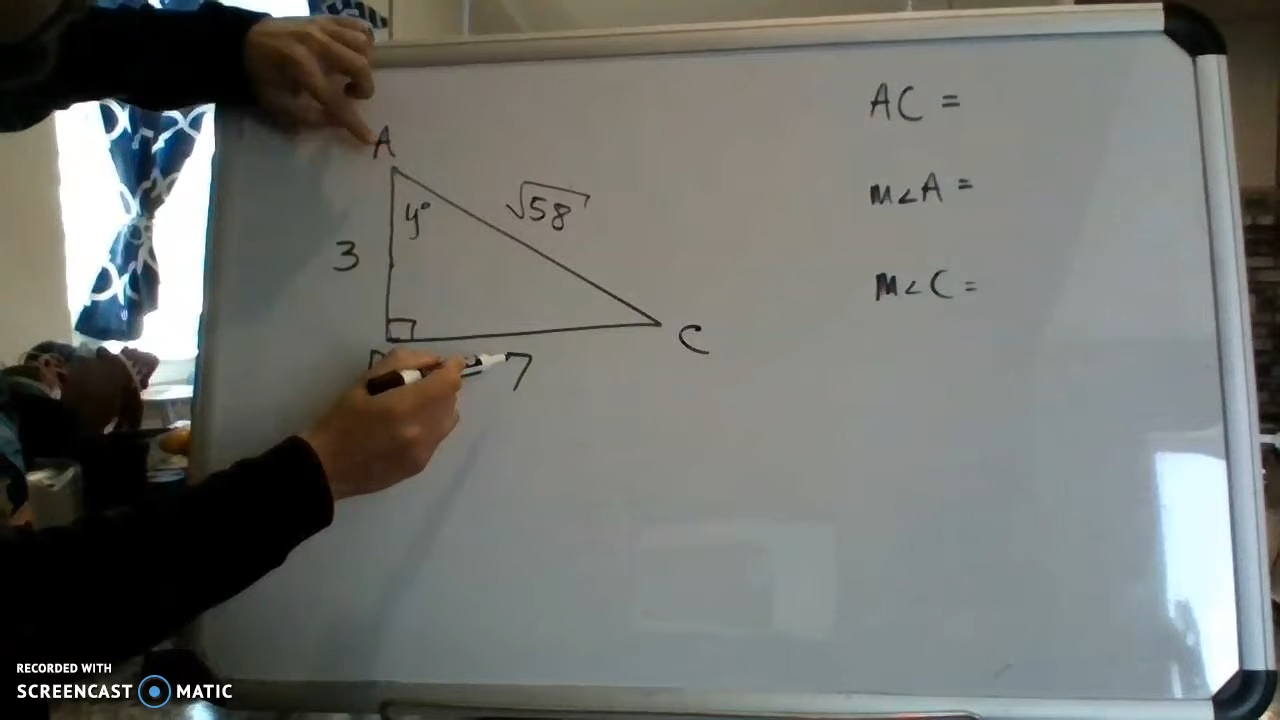 A
AC =
y°
√58
m<A =
3
m<C =
C
7
RECORDED WITH
SCREENCAST MATIC